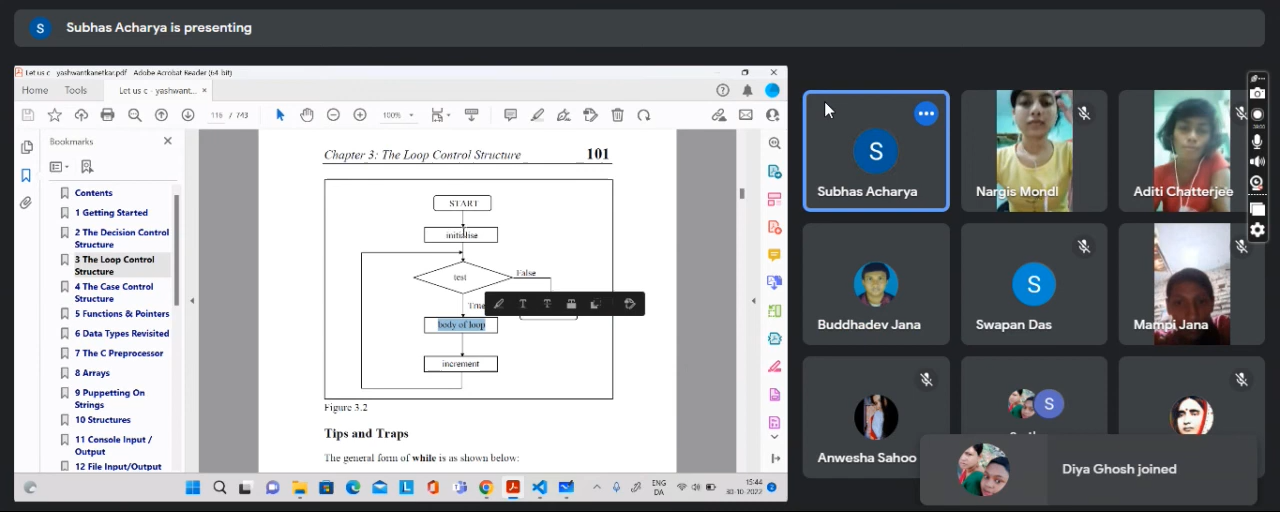 S
Subhas Acharya is presenting
Let us c - yashwantkanetkar.pdf - Adobe Acrobat Reader (64-bit)
Home
Tools
Let us c - yashwant...
116 / 743
100%
Bookmarks
Contents
1 Getting Started
2 The Decision Control
Structure
3 The Loop Control
Structure
4 The Case Control
Structure
5 Functions & Pointers
6 Data Types Revisited
7 The C Preprocessor
8 Arrays
9 Puppetting On
Strings
10 Structures
11 Console Input /
Output
12 File Input/Output
Chapter 3: The Loop Control Structure
101
START
initialise
test
False
True
body of loop
increment
Figure 3.2
Tips and Traps
The general form of while is as shown below:
ENG
DA
15:44
30-10-2022
S
Subhas Acharya
Nargis Mondl
Aditi Chatterjee
Buddhadev Jana
S
Swapan Das
Mampi Jana
Anwesha Sahoo
S
Diya Ghosh joined